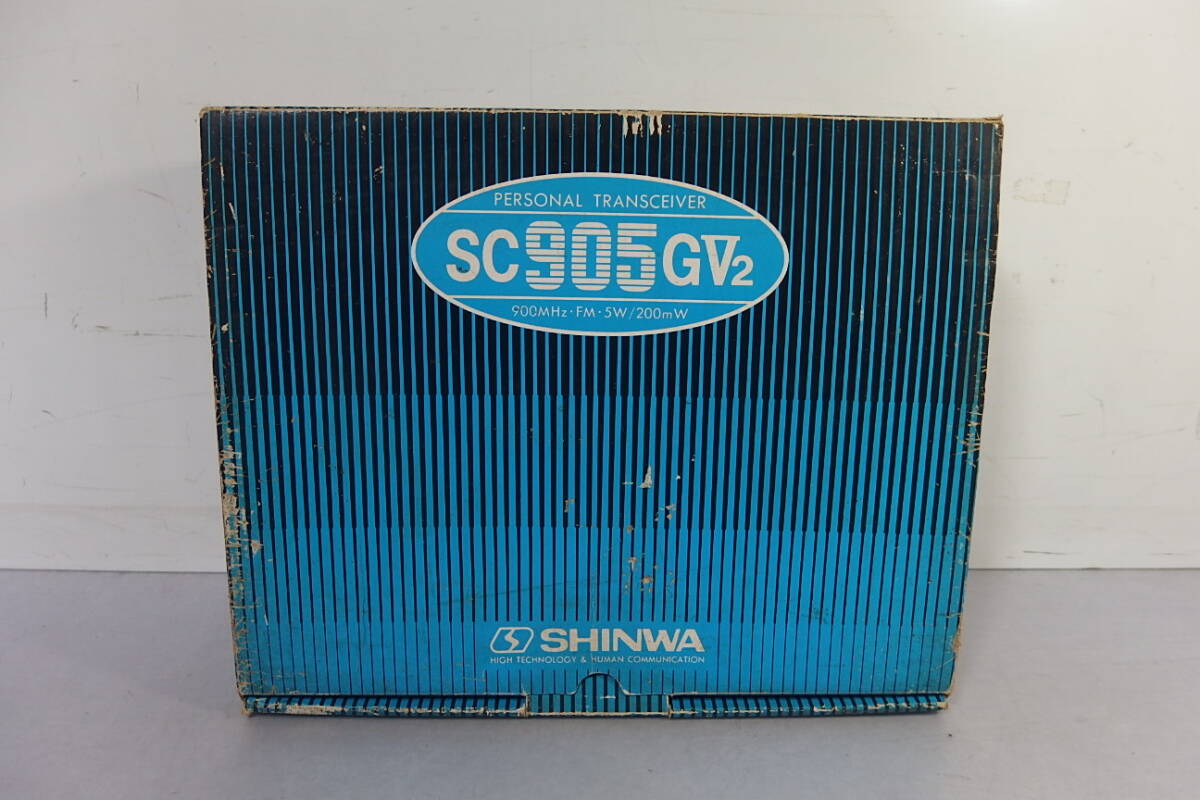 PERSONAL TRANSCEIVER
SC905GV2
900MHz·FM·5W/200mW
SHINWA
HIGH TECHNOLOGY & HUMAN COMMUNICATION